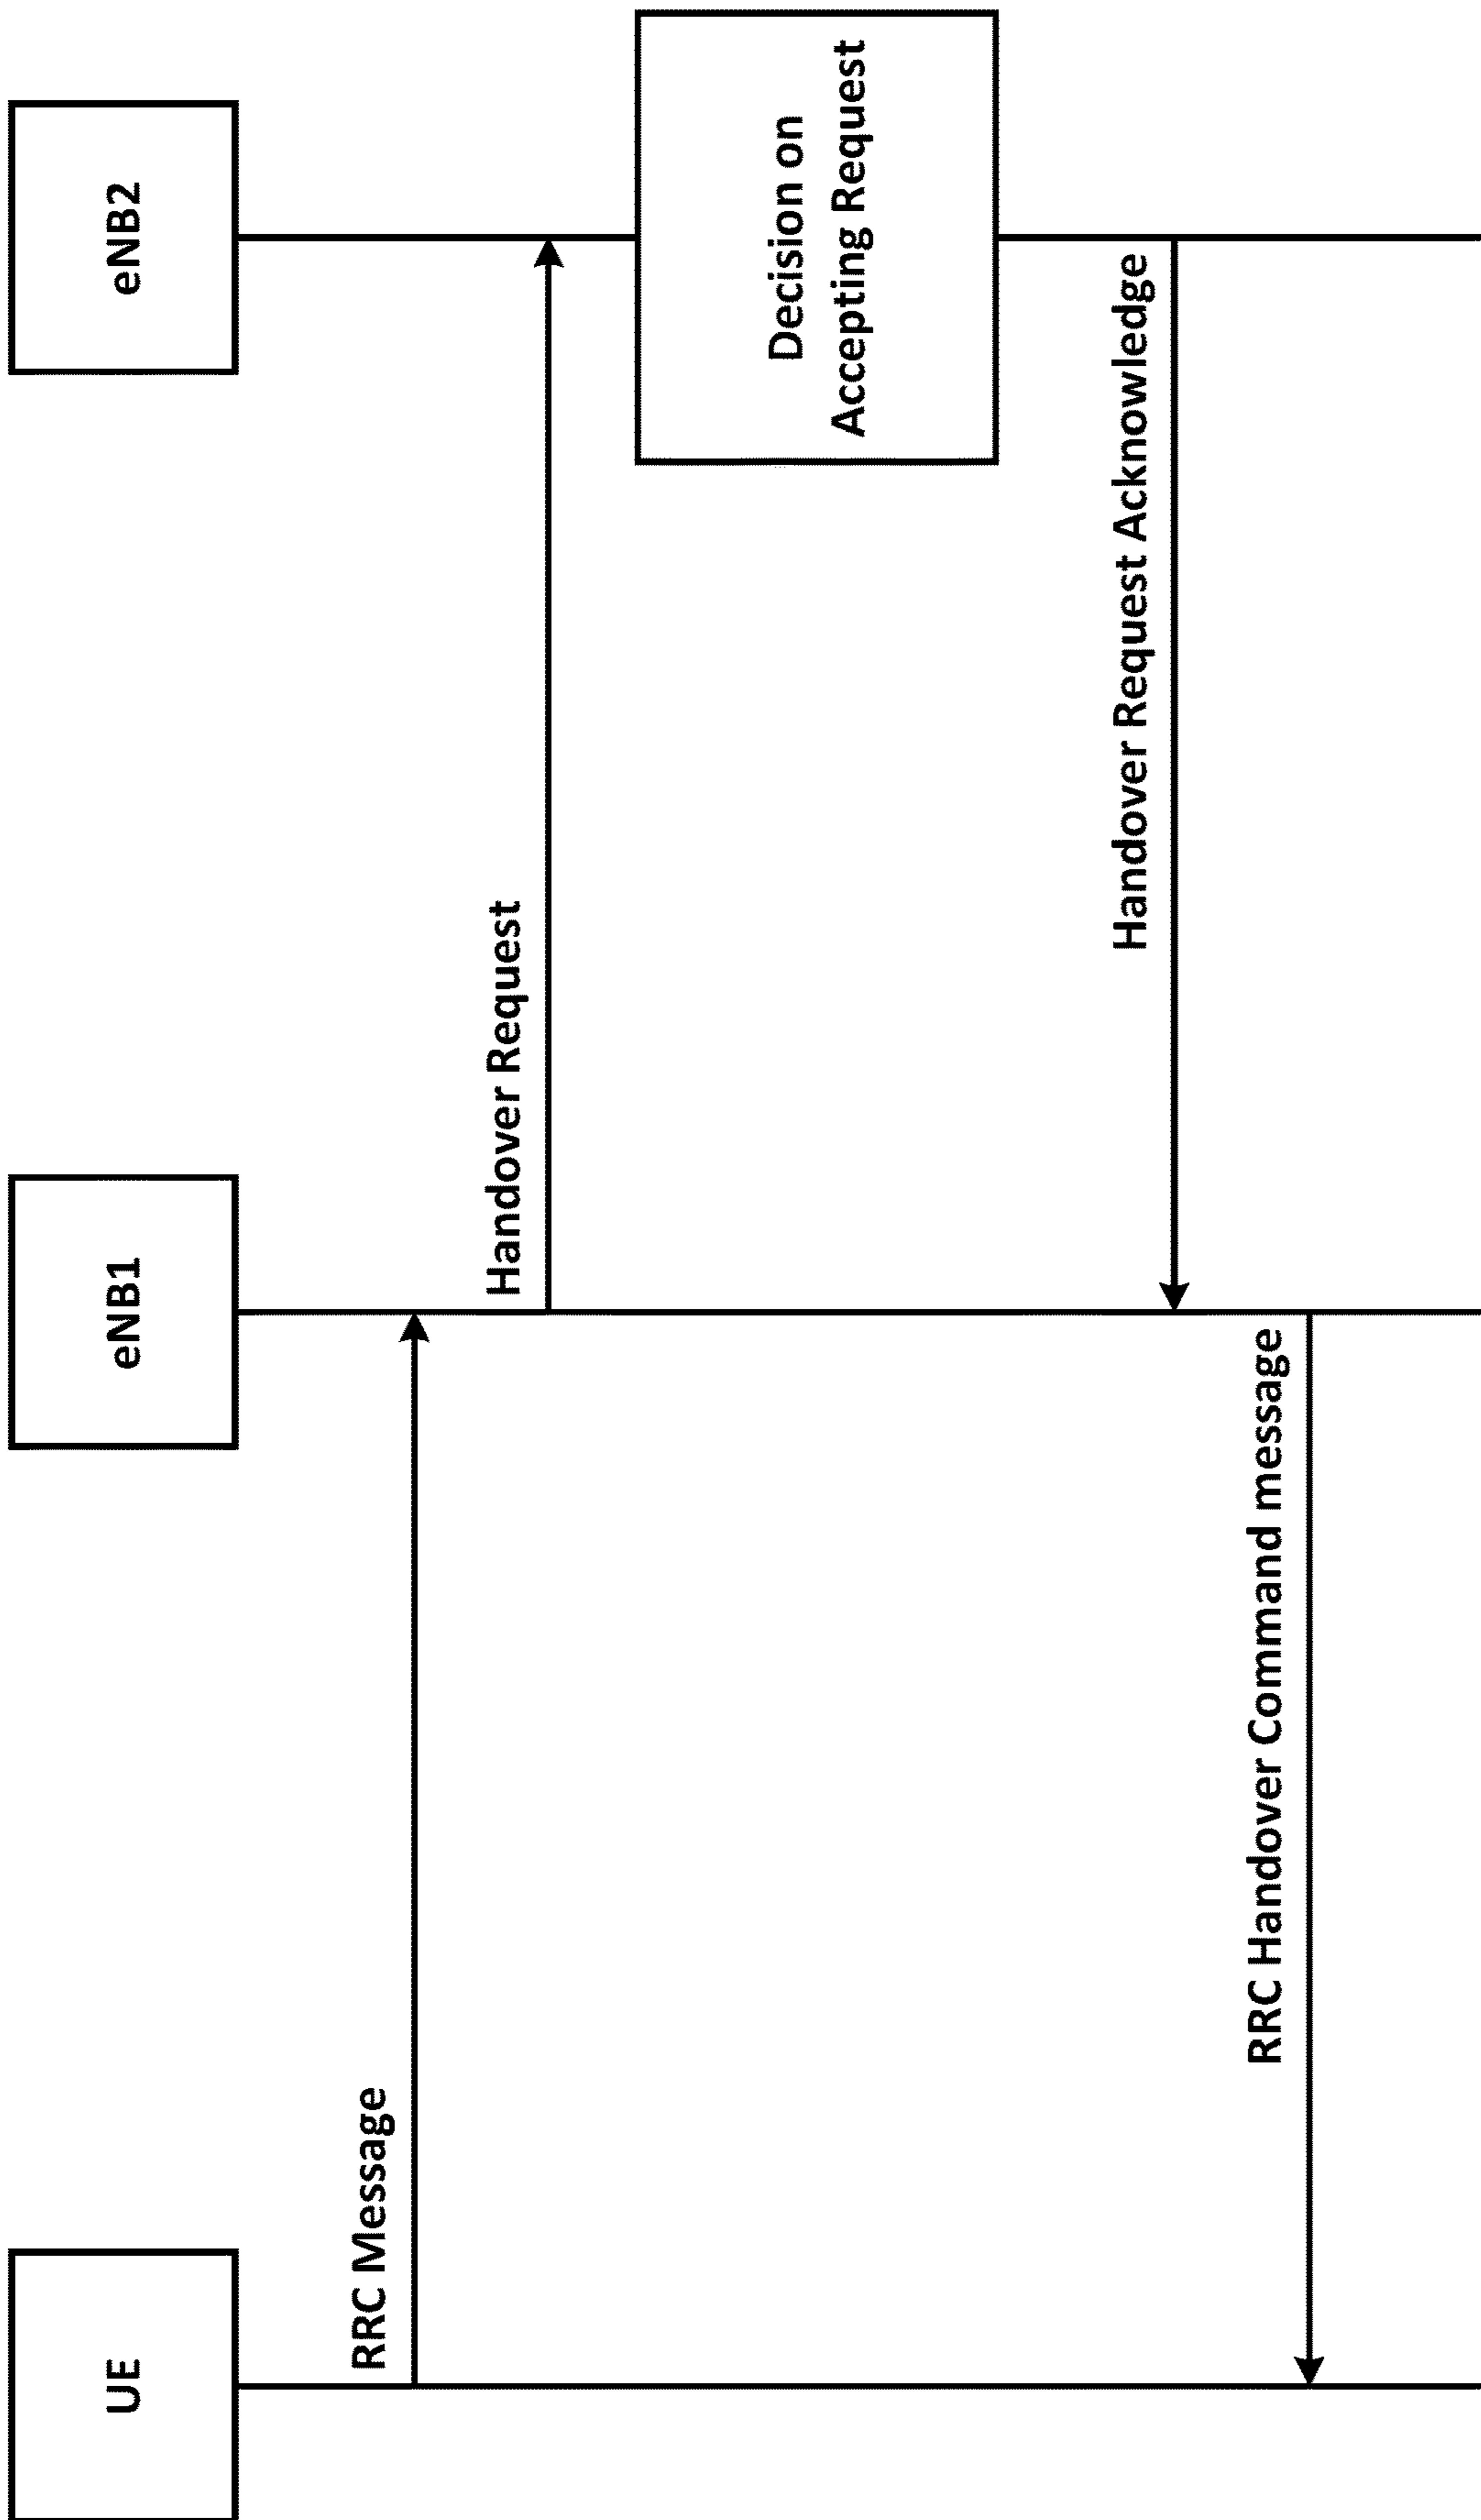 UE
eNB1
eNB2
RRC Message
Handover Request
Decision on
Accepting Request
Handover Request Acknowledge
RRC Handover Command message